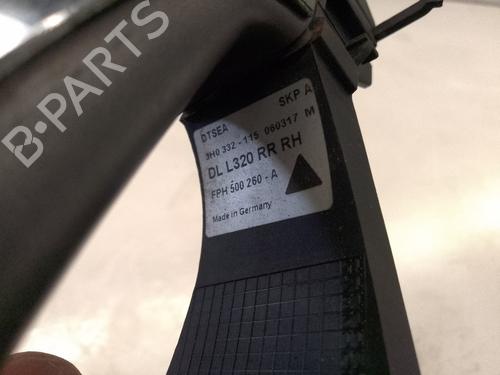 B-PARTS
DTSEA SKP A
3H0 332 - 115 060317 M
DL L320 RR RH
FPH 500 260 - A
Made in Germany